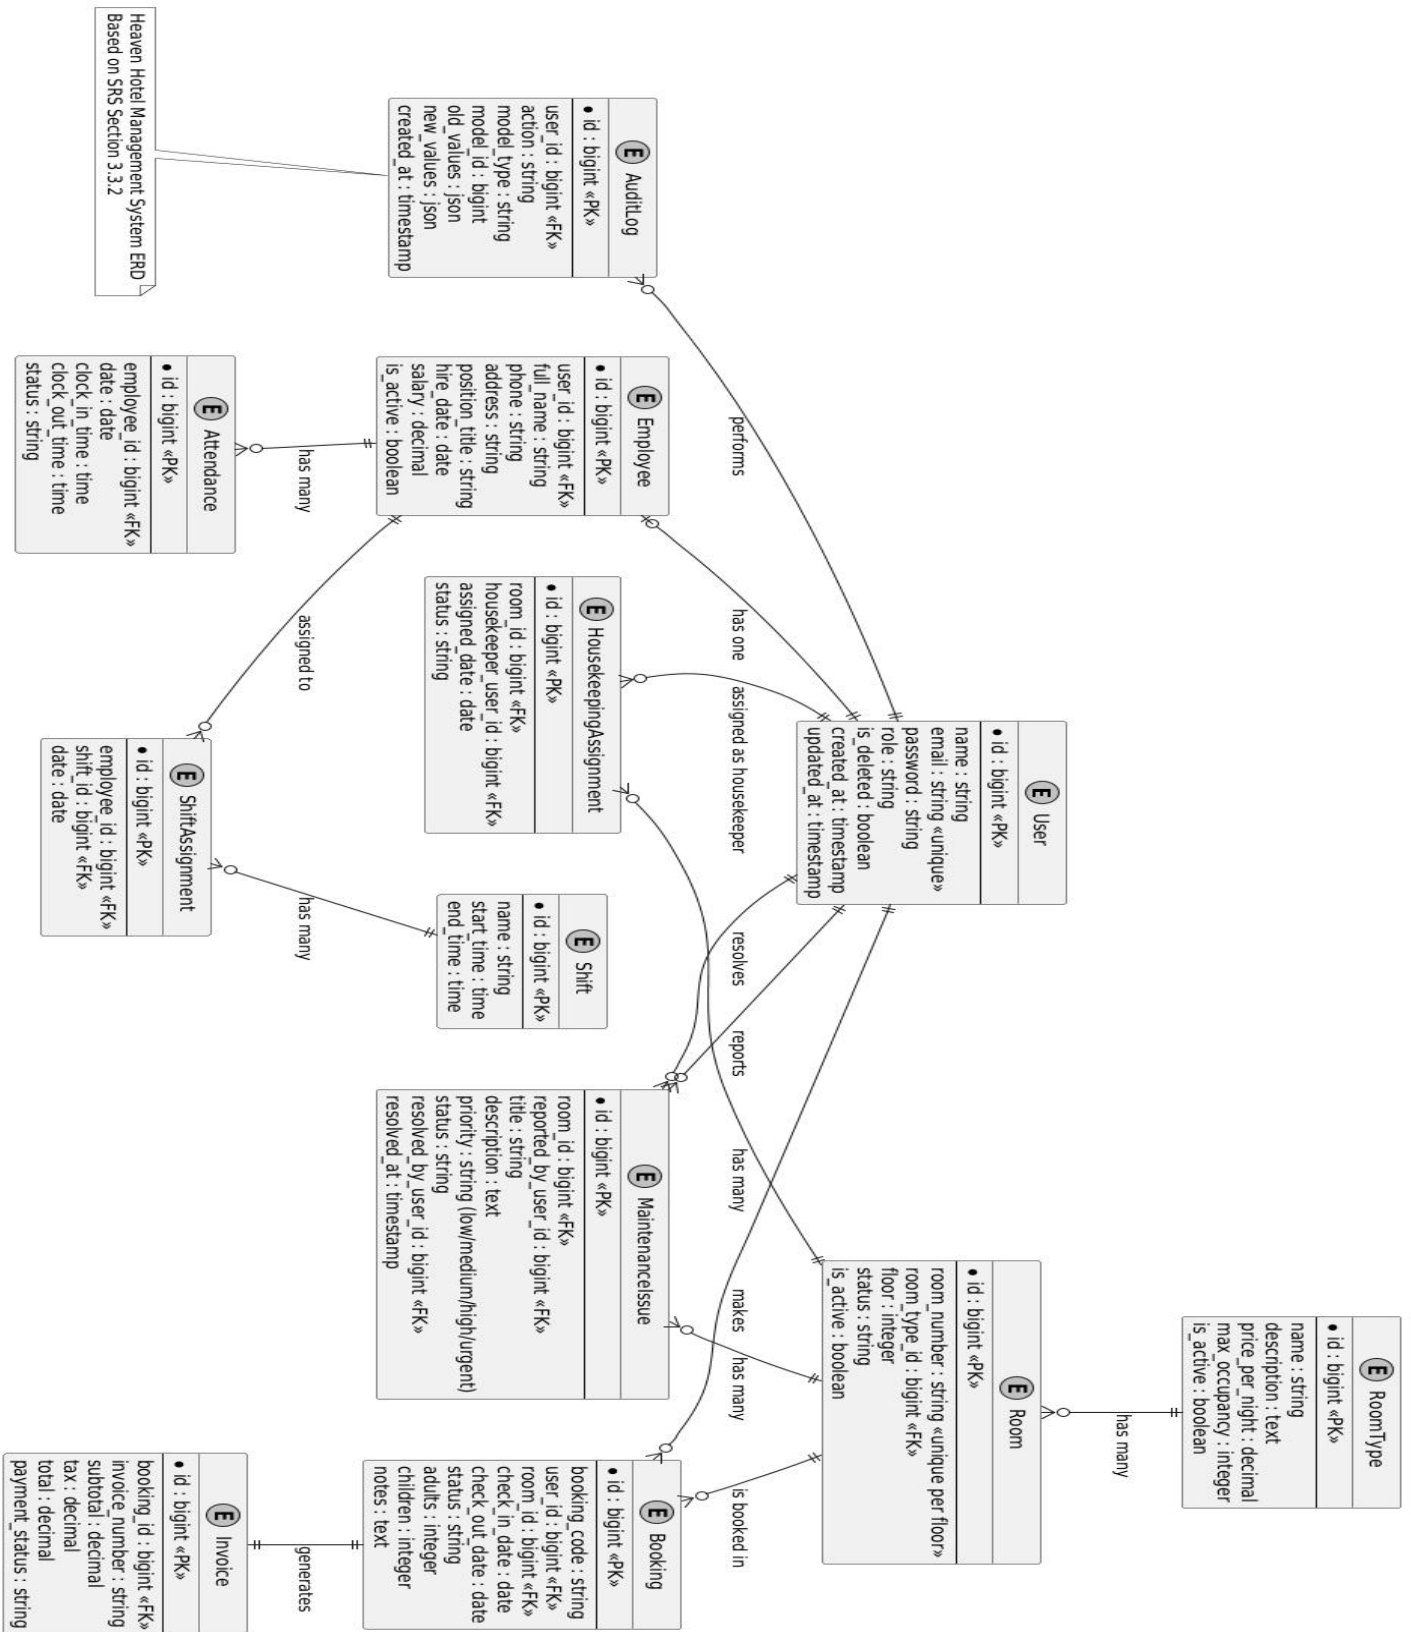 E RoomType
id : bigint «PK»
name : string
description : text
price_per_night : decimal
max_occupancy : integer
is_active : boolean
has many
E User
id : bigint «PK»
name : string
email : string «unique»
password : string
role : string
is_deleted : boolean
created_at : timestamp
updated_at : timestamp
E Room
id : bigint «PK»
room_number : string «unique per floor»
room_type_id : bigint «FK»
floor : integer
status : string
is_active : boolean
performs
has one
assigned as housekeeper
resolves
reports
has many
makes
has many
is booked in
E AuditLog
id : bigint «PK»
user_id : bigint «FK»
action : string
model_type : string
model_id : bigint
old_values : json
new_values : json
created_at : timestamp
E Employee
id : bigint «PK»
user_id : bigint «FK»
full_name : string
phone : string
address : string
position_title : string
hire_date : date
salary : decimal
is_active : boolean
E HousekeepingAssignment
id : bigint «PK»
room_id : bigint «FK»
housekeeper_user_id : bigint «FK»
assigned_date : date
status : string
E Shift
id : bigint «PK»
name : string
start_time : time
end_time : time
E MaintenanceIssue
id : bigint «PK»
room_id : bigint «FK»
reported_by_user_id : bigint «FK»
title : string
description : text
priority : string (low/medium/high/urgent)
status : string
resolved_by_user_id : bigint «FK»
resolved_at : timestamp
E Booking
id : bigint «PK»
booking_code : string
user_id : bigint «FK»
room_id : bigint «FK»
check_in_date : date
check_out_date : date
status : string
adults : integer
children : integer
notes : text
has many
assigned to
has many
generates
Heaven Hotel Management System ERD
Based on SRS Section 3.3.2
E Attendance
id : bigint «PK»
employee_id : bigint «FK»
date : date
clock_in_time : time
clock_out_time : time
status : string
E ShiftAssignment
id : bigint «PK»
employee_id : bigint «FK»
shift_id : bigint «FK»
date : date
E Invoice
id : bigint «PK»
booking_id : bigint «FK»
invoice_number : string
subtotal : decimal
tax : decimal
total : decimal
payment_status : string